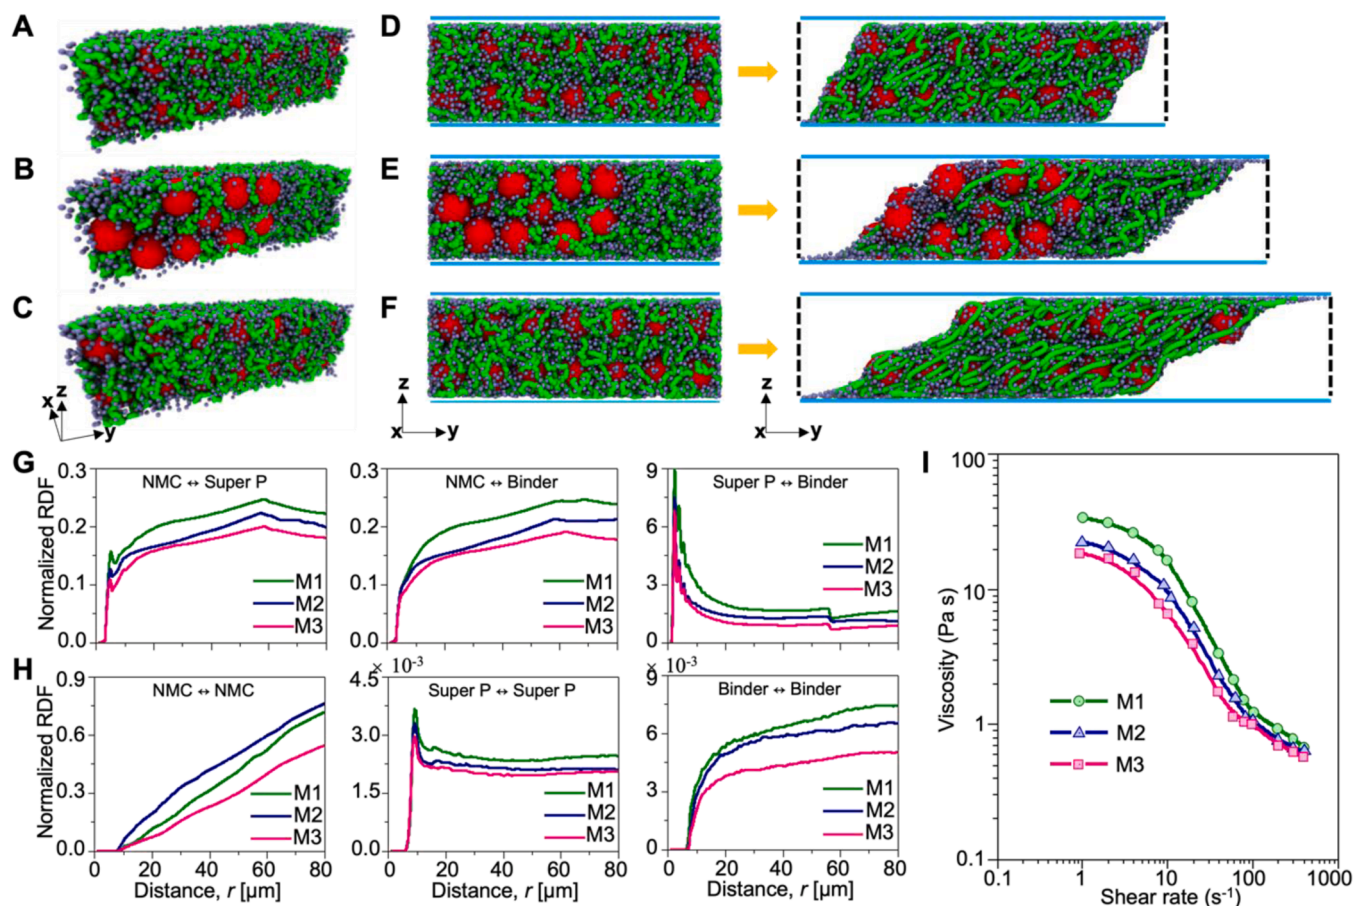 A
D
B
E
C
F
z
x
y
z
x
y
z
x
y
G
Normalized RDF
0.3
0.2
0.1
0.0
NMC ↔ Super P
M1
M2
M3
0.3
0.2
0.1
0.0
NMC ↔ Binder
M1
M2
M3
9
6
3
0
Super P ↔ Binder
M1
M2
M3
H
Normalized RDF
0.9
0.6
0.3
0.0
NMC ↔ NMC
M1
M2
M3
0 20 40 60 80
Distance, r [µm]
× 10⁻³
4.5
3.0
1.5
0.0
Super P ↔ Super P
M1
M2
M3
0 20 40 60 80
Distance, r [µm]
× 10⁻³
9
6
3
0
Binder ↔ Binder
M1
M2
M3
0 20 40 60 80
Distance, r [µm]
I
Viscosity (Pa s)
100
10
1
0.1
M1
M2
M3
0.1 1 10 100 1000
Shear rate (s⁻¹)